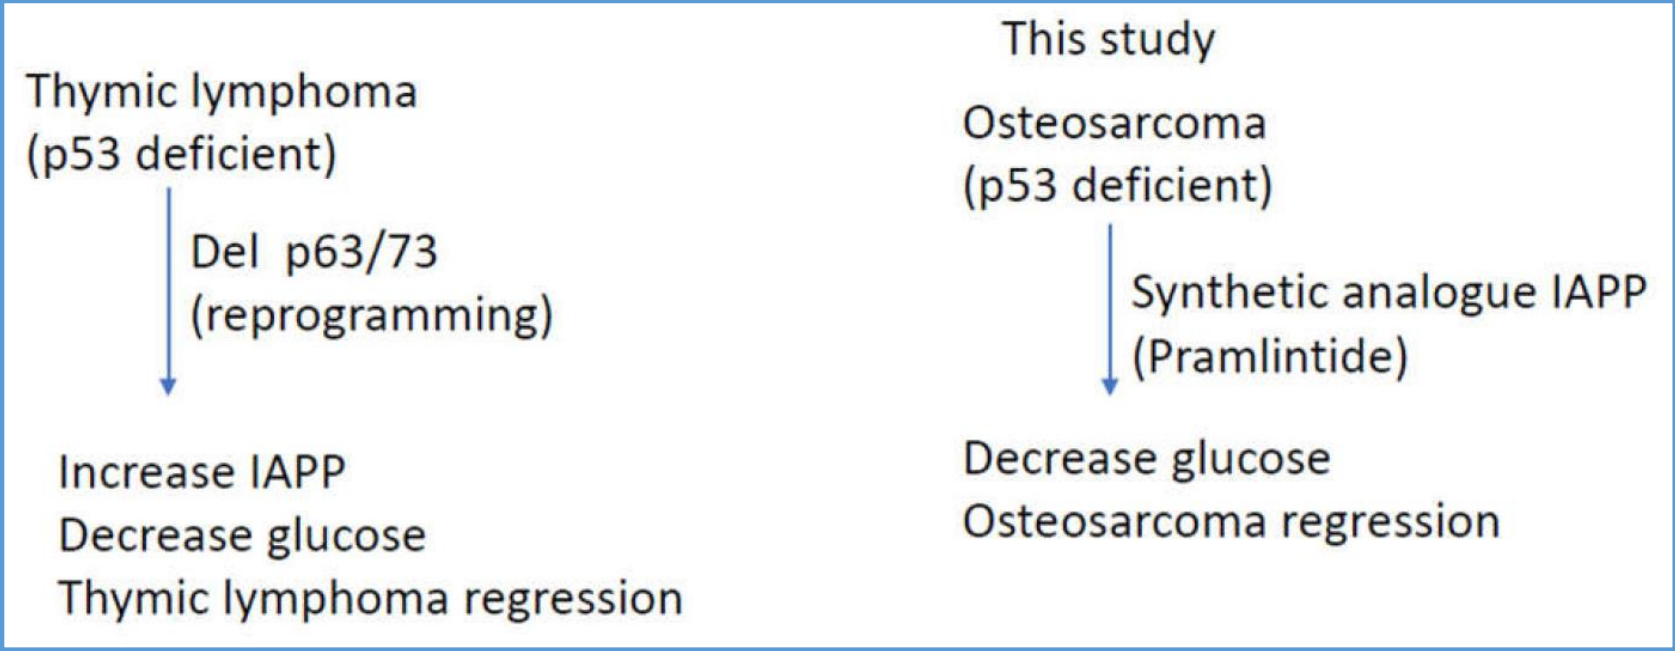 Thymic lymphoma
(p53 deficient)
Del p63/73
(reprogramming)
Increase IAPP
Decrease glucose
Thymic lymphoma regression
This study
Osteosarcoma
(p53 deficient)
Synthetic analogue IAPP
(Pramlintide)
Decrease glucose
Osteosarcoma regression